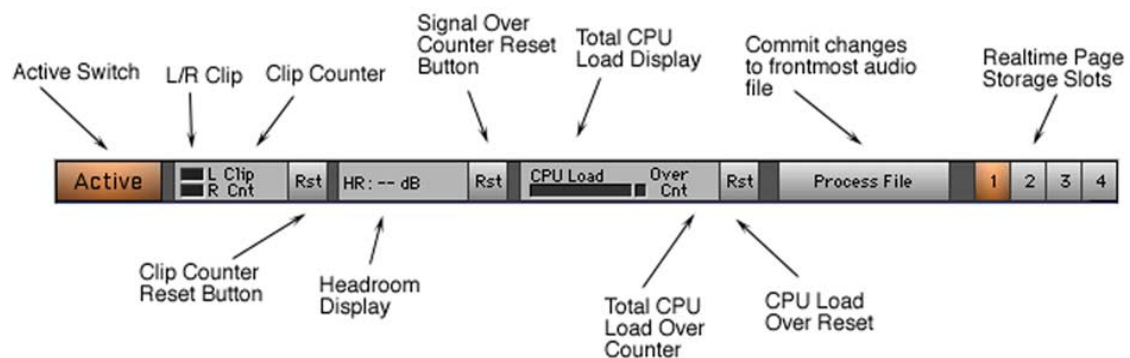 Active Switch
L/R Clip
Clip Counter
Signal Over
Counter Reset
Button
Total CPU
Load Display
Commit changes
to frontmost audio
file
Realtime Page
Storage Slots
Active
L Clip
R Cnt
Rst
HR:-- dB
Rst
CPU Load
Over
Cnt
Rst
Process File
1
2
3
4
Clip Counter
Reset Button
Headroom
Display
Total CPU
Load Over
Counter
CPU Load
Over Reset